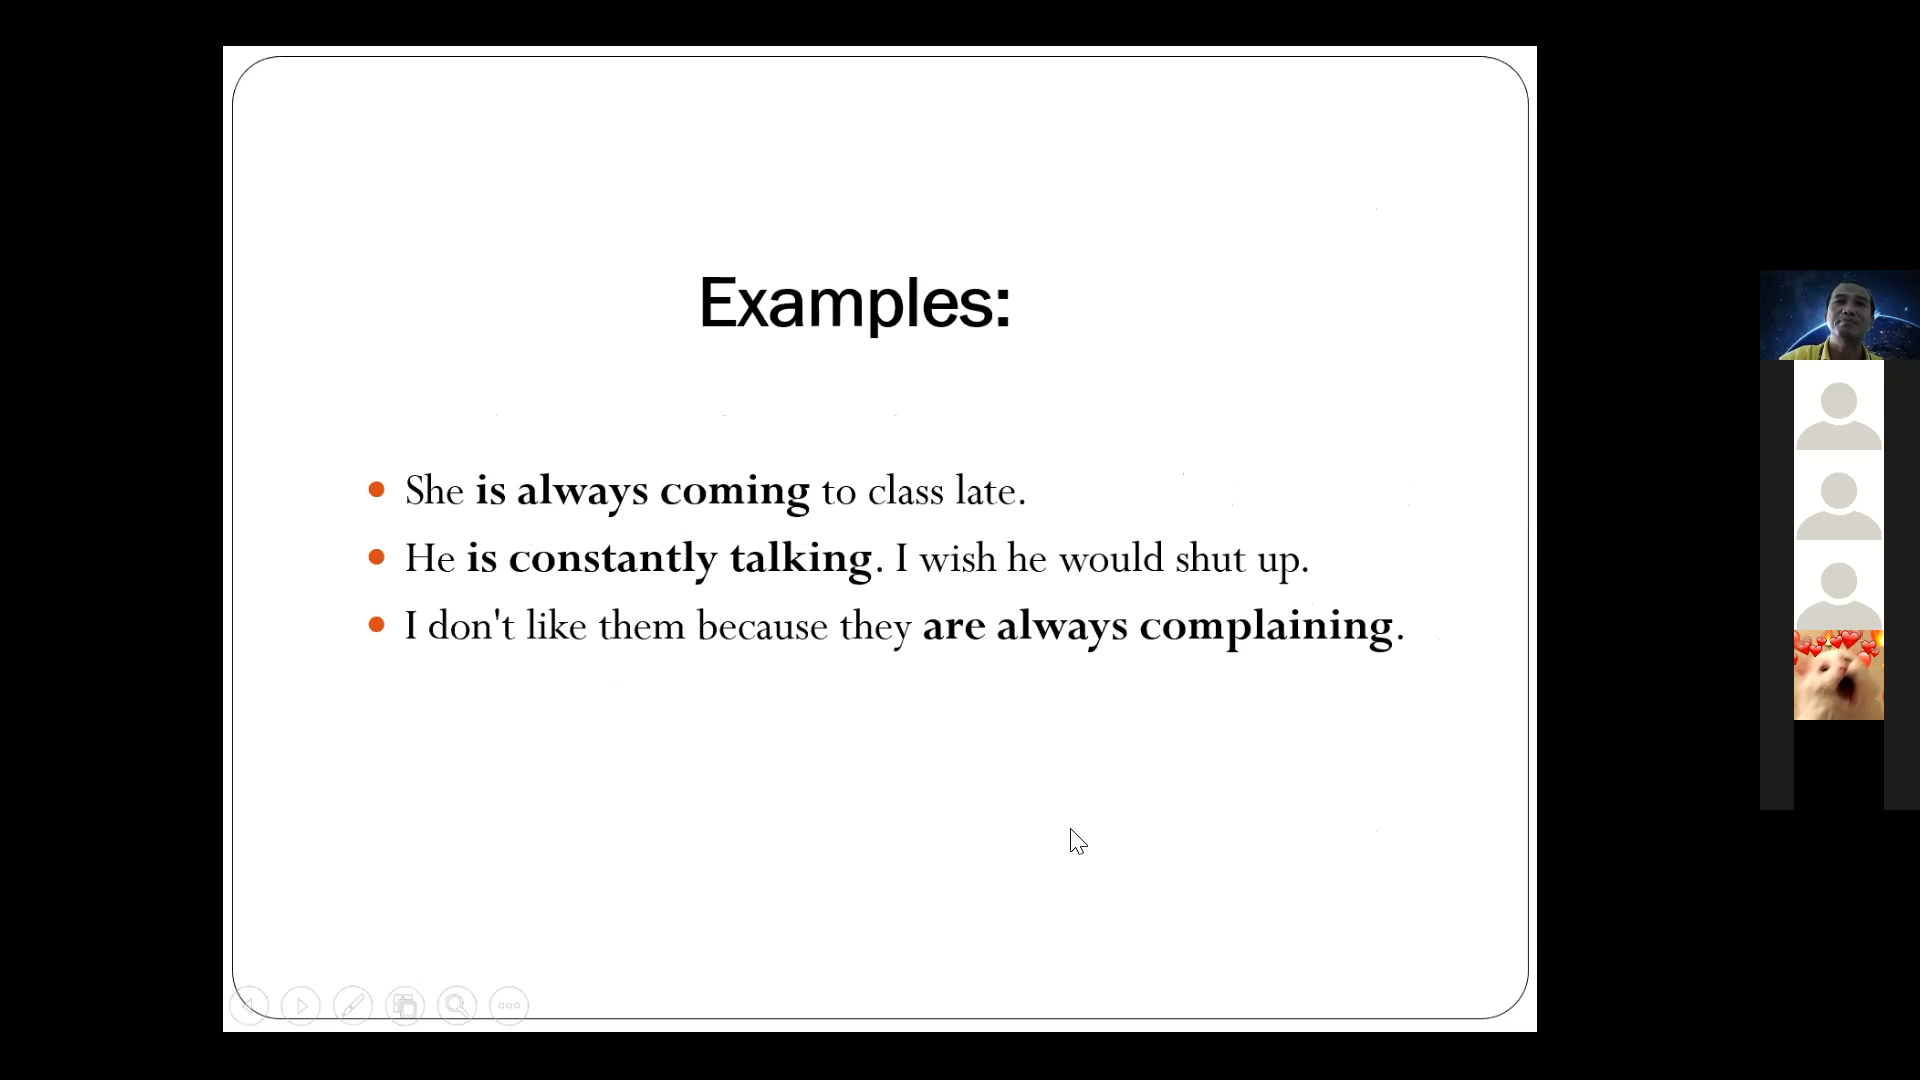 Examples:
She is always coming to class late.
He is constantly talking. I wish he would shut up.
I don't like them because they are always complaining.